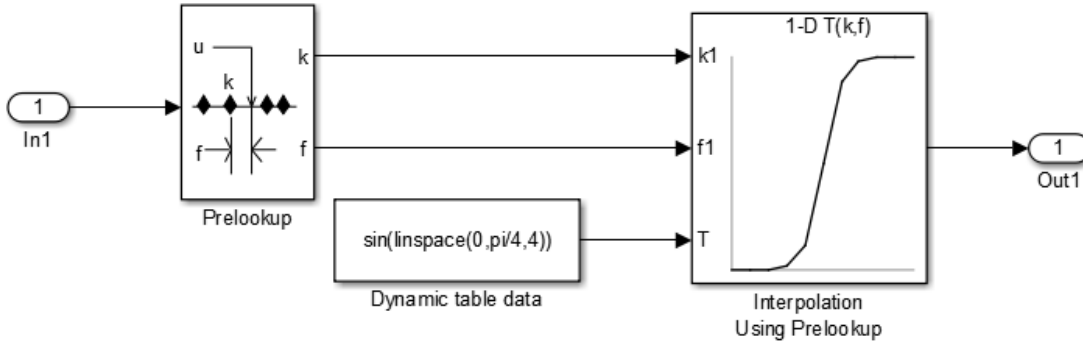 1
In1
u
k
f
k
f
Prelookup
sin(linspace(0,pi/4,4))
Dynamic table data
1-D T(k,f)
k1
f1
T
Interpolation
Using Prelookup
1
Out1